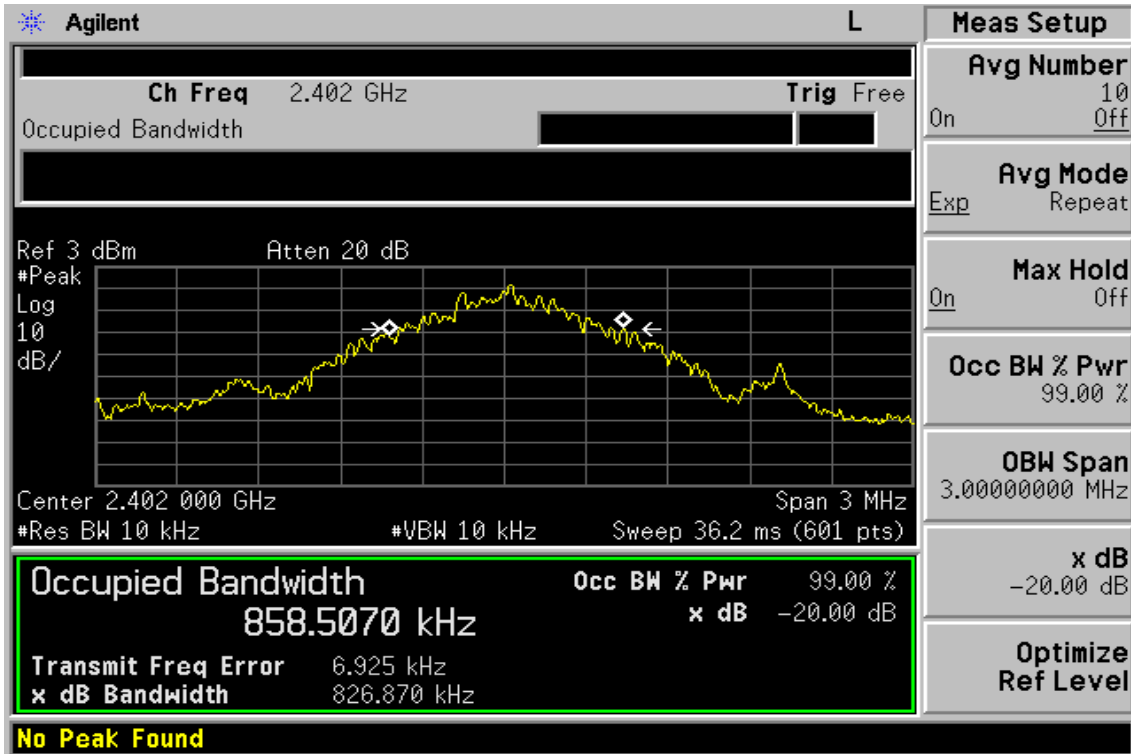 Agilent L
Ch Freq 2.402 GHz Trig Free
Occupied Bandwidth
Ref 3 dBm Atten 20 dB
#Peak
Log
10
dB/
Center 2.402 000 GHz Span 3 MHz
#Res BW 10 kHz #VBW 10 kHz Sweep 36.2 ms (601 pts)
Occupied Bandwidth Occ BW % Pwr 99.00 %
858.5070 kHz x dB -20.00 dB
Transmit Freq Error 6.925 kHz
x dB Bandwidth 826.870 kHz
No Peak Found
Meas Setup
Avg Number
10
On Off
Avg Mode
Exp Repeat
Max Hold
On Off
Occ BW % Pwr
99.00 %
OBW Span
3.00000000 MHz
x dB
-20.00 dB
Optimize
Ref Level